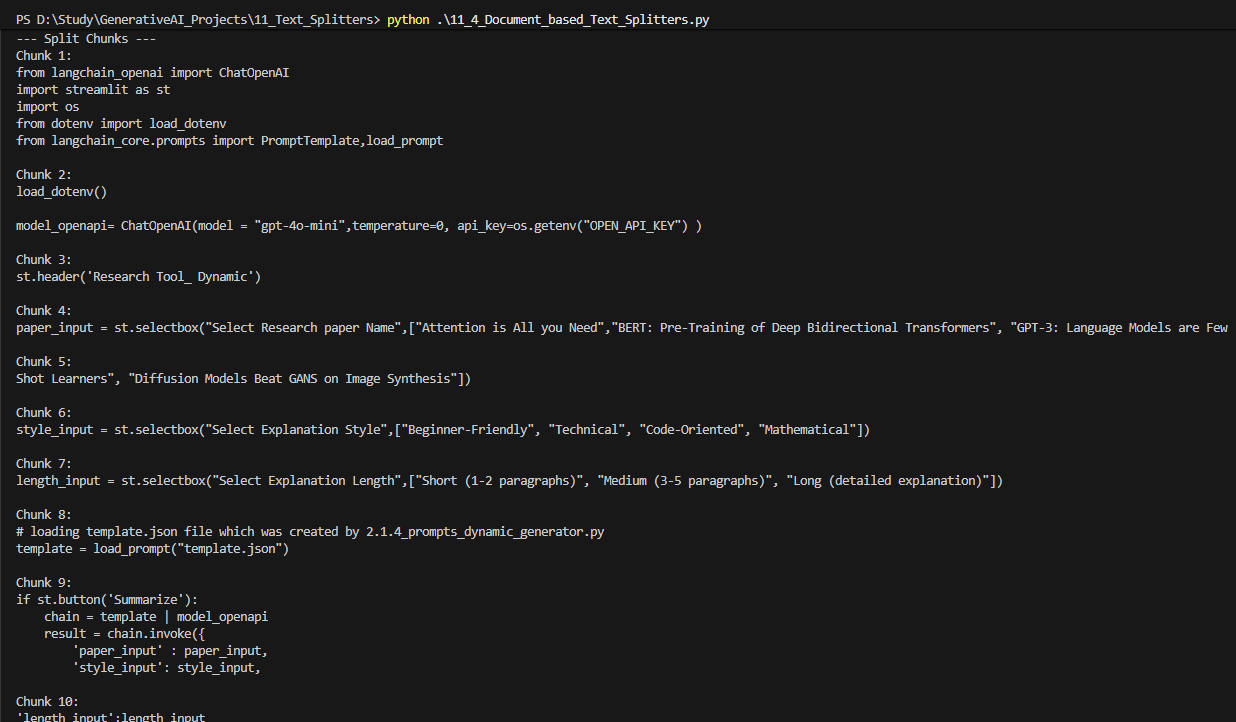 PS D:\Study\GenerativeAI_Projects\11_Text_Splitters> python .\11_4_Document_based_Text_Splitters.py
--- Split Chunks ---
Chunk 1:
from langchain_openai import ChatOpenAI
import streamlit as st
import os
from dotenv import load_dotenv
from langchain_core.prompts import PromptTemplate,load_prompt

Chunk 2:
load_dotenv()

model_openapi= ChatOpenAI(model = "gpt-4o-mini",temperature=0, api_key=os.getenv("OPEN_API_KEY") )

Chunk 3:
st.header('Research Tool_ Dynamic')

Chunk 4:
paper_input = st.selectbox("Select Research paper Name",["Attention is All you Need","BERT: Pre-Training of Deep Bidirectional Transformers", "GPT-3: Language Models are Few

Chunk 5:
Shot Learners", "Diffusion Models Beat GANS on Image Synthesis"])

Chunk 6:
style_input = st.selectbox("Select Explanation Style",["Beginner-Friendly", "Technical", "Code-Oriented", "Mathematical"])

Chunk 7:
length_input = st.selectbox("Select Explanation Length",["Short (1-2 paragraphs)", "Medium (3-5 paragraphs)", "Long (detailed explanation)"])

Chunk 8:
# loading template.json file which was created by 2.1.4_prompts_dynamic_generator.py
template = load_prompt("template.json")

Chunk 9:
if st.button('Summarize'):
    chain = template | model_openapi
    result = chain.invoke({
        'paper_input' : paper_input,
        'style_input': style_input,

Chunk 10:
'length_input':length_input